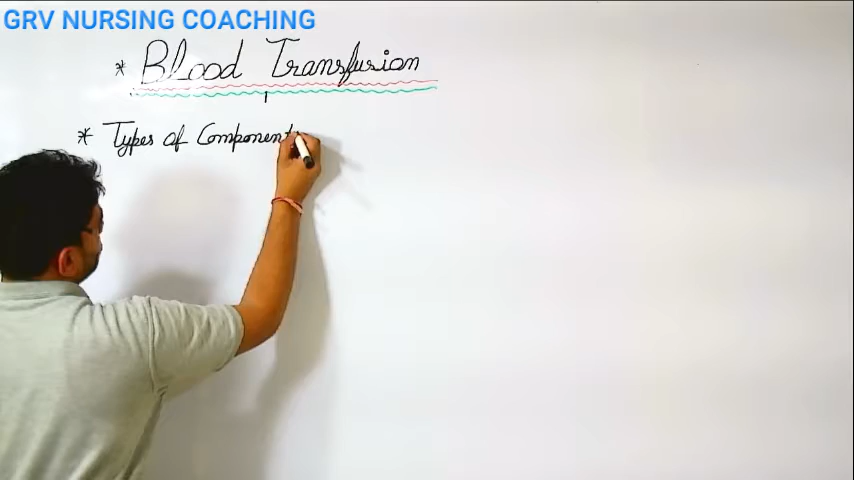 GRV NURSING COACHING
* Blood Transfusion
* Types of Component